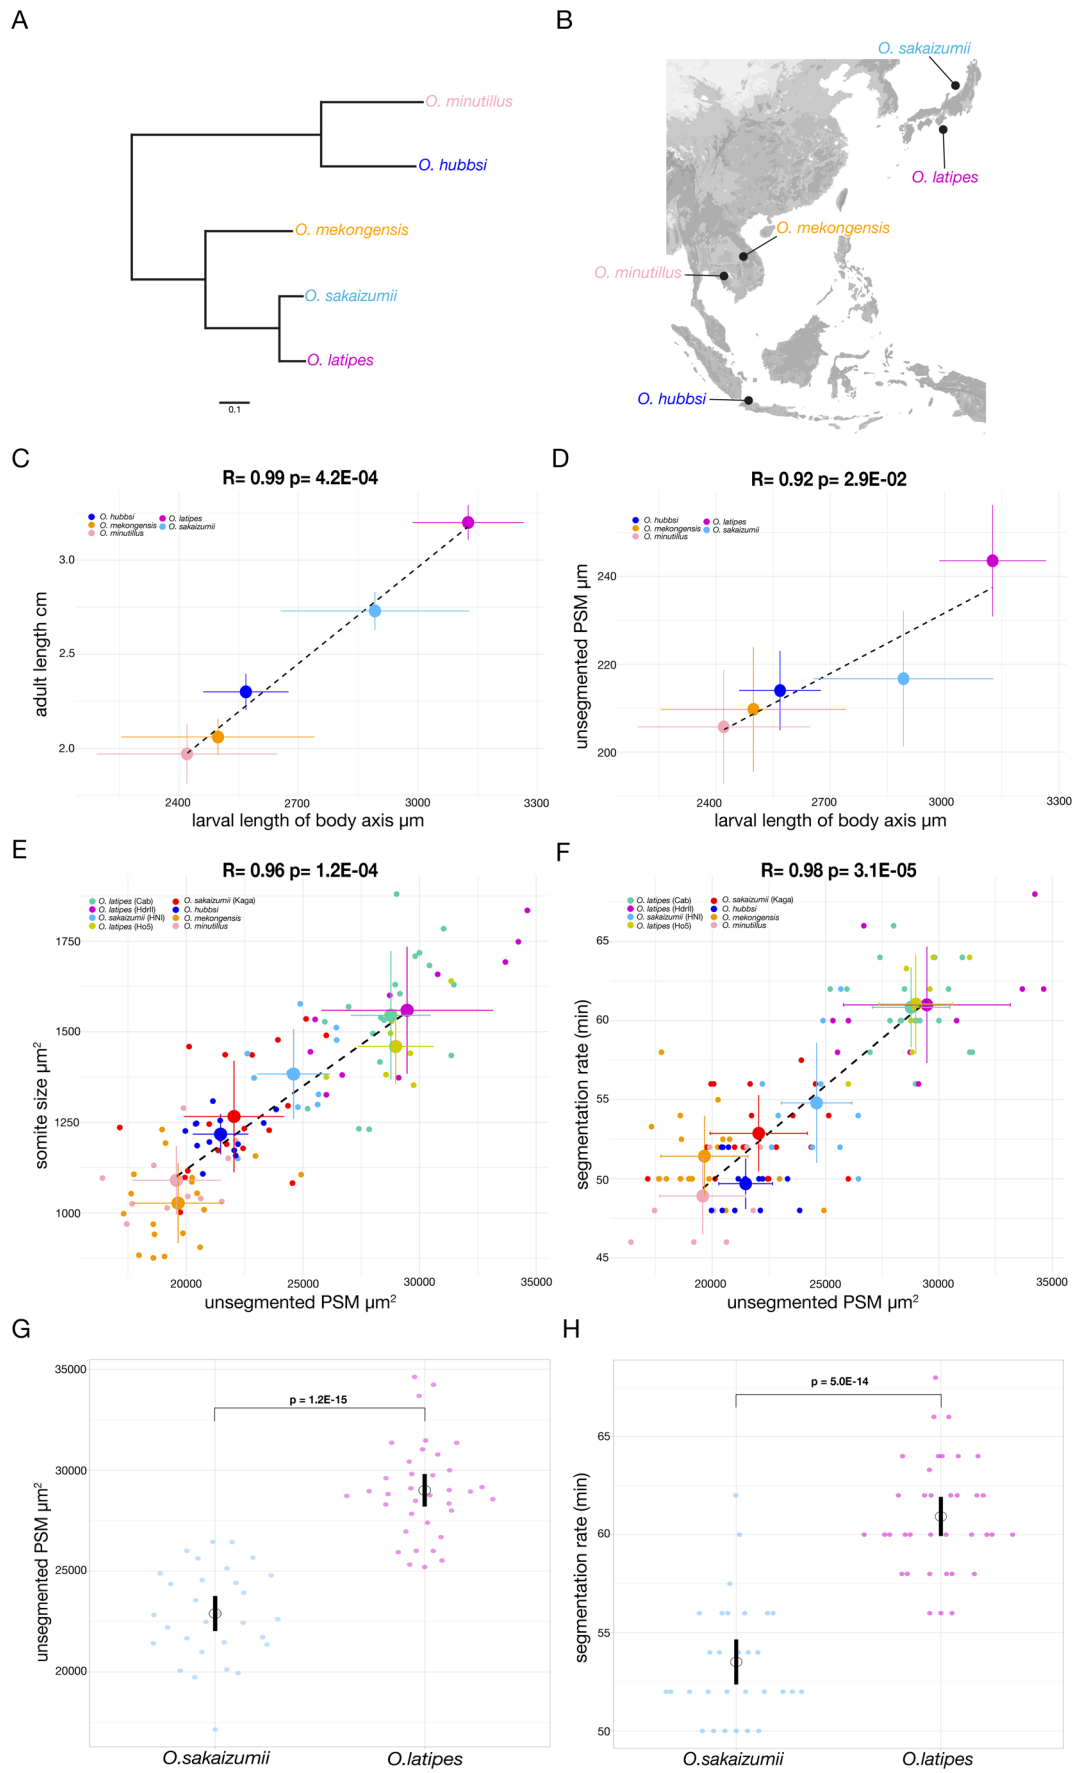 A
O. minutillus
O. hubbsi
O. mekongensis
O. sakaizumii
O. latipes
0.1
B
O. sakaizumii
O. latipes
O. mekongensis
O. minutillus
O. hubbsi
C
R= 0.99 p= 4.2E-04
O. hubbsi
O. mekongensis
O. minutillus
O. latipes
O. sakaizumii
adult length cm
3.0
2.5
2.0
2400 2700 3000 3300
larval length of body axis µm
D
R= 0.92 p= 2.9E-02
O. hubbsi
O. mekongensis
O. minutillus
O. latipes
O. sakaizumii
unsegmented PSM µm
240
220
200
2400 2700 3000 3300
larval length of body axis µm
E
R= 0.96 p= 1.2E-04
O. latipes (Cab)
O. latipes (HdrII)
O. sakaizumii (HNI)
O. latipes (Ho5)
O. sakaizumii (Kaga)
O. hubbsi
O. mekongensis
O. minutillus
somite size µm²
1750
1500
1250
1000
20000 25000 30000 35000
unsegmented PSM µm²
F
R= 0.98 p= 3.1E-05
O. latipes (Cab)
O. latipes (HdrII)
O. sakaizumii (HNI)
O. latipes (Ho5)
O. sakaizumii (Kaga)
O. hubbsi
O. mekongensis
O. minutillus
segmentation rate (min)
65
60
55
50
45
20000 25000 30000 35000
unsegmented PSM µm²
G
unsegmented PSM µm²
35000
30000
25000
20000
p = 1.2E-15
O.sakaizumii O.latipes
H
segmentation rate (min)
65
60
55
50
p = 5.0E-14
O.sakaizumii O.latipes